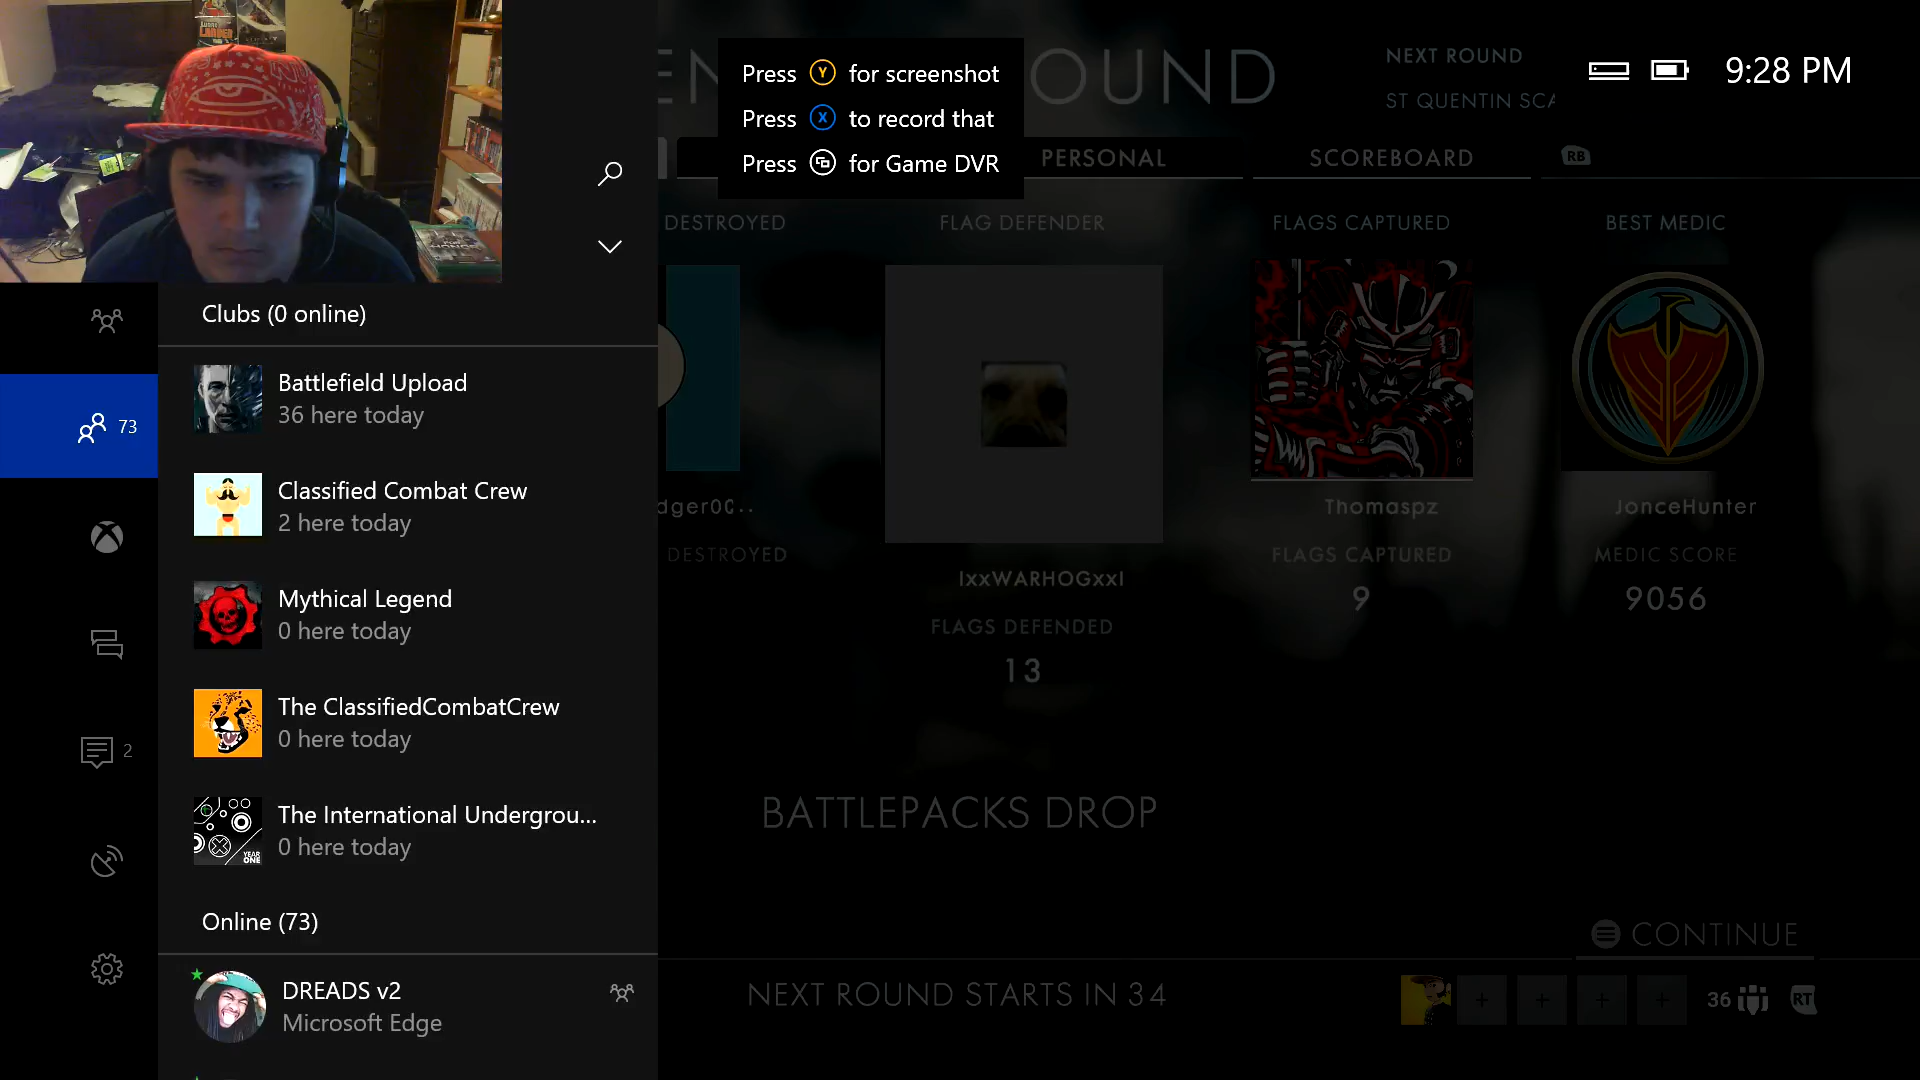 Press Y for screenshot
Press X to record that
Press for Game DVR
OUND
NEXT ROUND
ST QUENTIN SCA
9:28 PM
PERSONAL
SCOREBOARD
RB
DESTROYED
FLAG DEFENDER
FLAGS CAPTURED
BEST MEDIC
Clubs (0 online)
Battlefield Upload
36 here today
73
Classified Combat Crew
2 here today
Mythical Legend
0 here today
The ClassifiedCombatCrew
0 here today
2
The International Undergrou...
0 here today
YEAR
ONE
Online (73)
DREADS v2
Microsoft Edge
dger00..
DESTROYED
IxxWARHOGxxI
FLAGS DEFENDED
13
Thomaspz
FLAGS CAPTURED
9
JonceHunter
MEDIC SCORE
9056
BATTLEPACKS DROP
CONTINUE
NEXT ROUND STARTS IN 34
36
RT